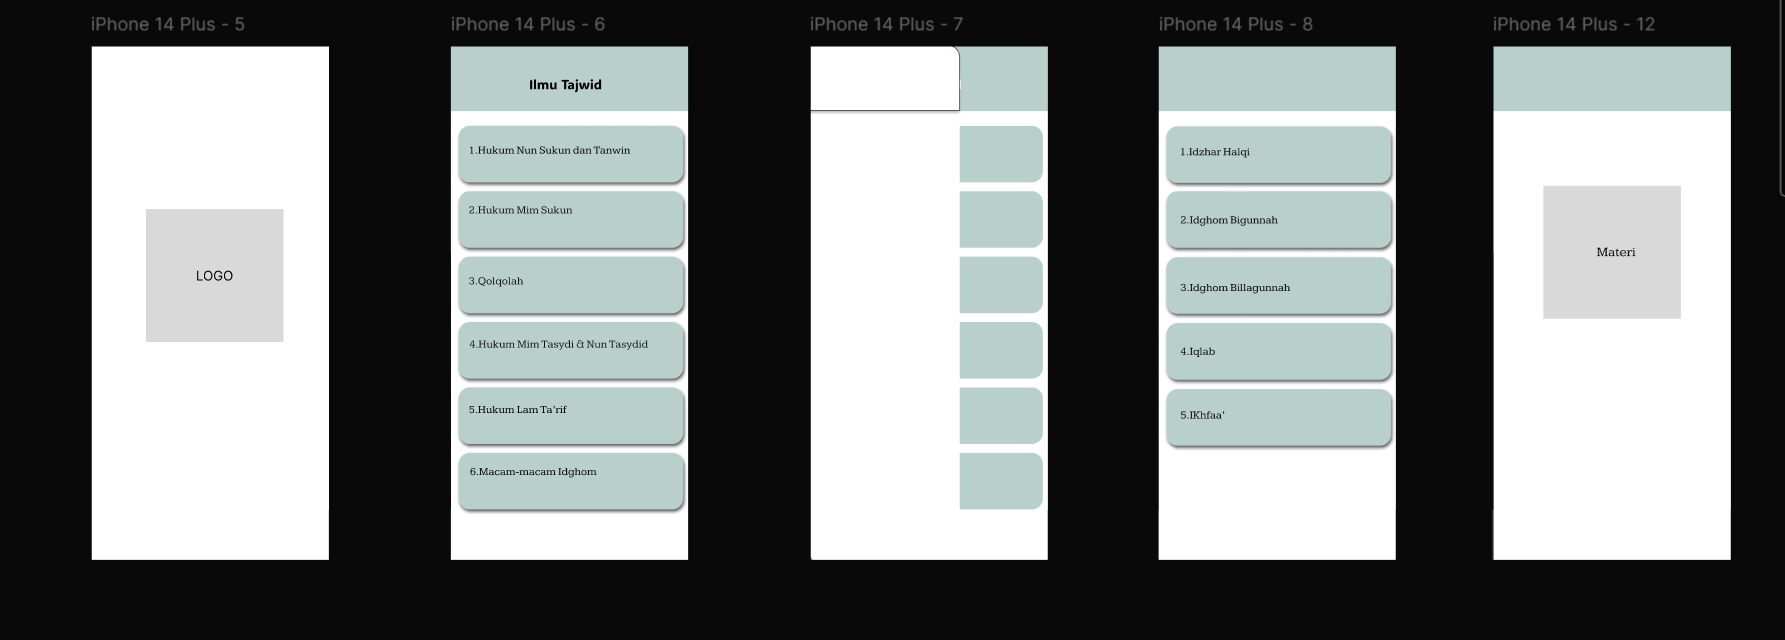 iPhone 14 Plus - 5
LOGO
iPhone 14 Plus - 6
Ilmu Tajwid
1.Hukum Nun Sukun dan Tanwin
2.Hukum Mim Sukun
3.Qolqolah
4.Hukum Mim Tasydi & Nun Tasydid
5.Hukum Lam Ta'rif
6.Macam-macam Idghom
iPhone 14 Plus - 7
iPhone 14 Plus - 8
1.Idzhar Halqi
2.Idghom Bigunnah
3.Idghom Billagunnah
4.Iqlab
5.IKhfaa'
iPhone 14 Plus - 12
Materi